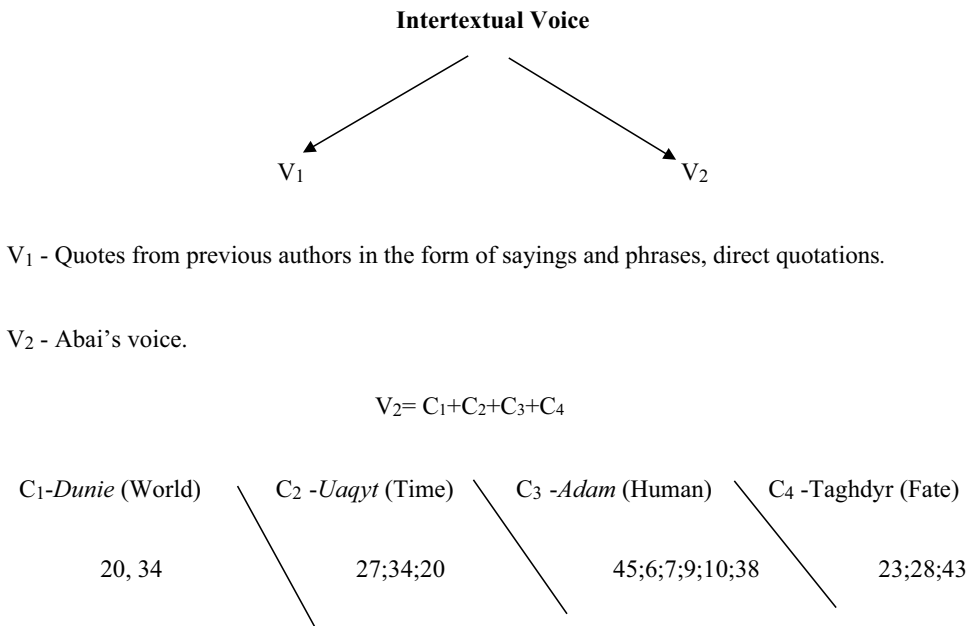 Intertextual Voice
V₁ V₂
V₁ - Quotes from previous authors in the form of sayings and phrases, direct quotations.
V₂ - Abai’s voice.
V₂= C₁+C₂+C₃+C₄
C₁-Dunie (World) C₂ -Uaqyt (Time) C₃ -Adam (Human) C₄ -Taghdyr (Fate)
20, 34 27;34;20 45;6;7;9;10;38 23;28;43